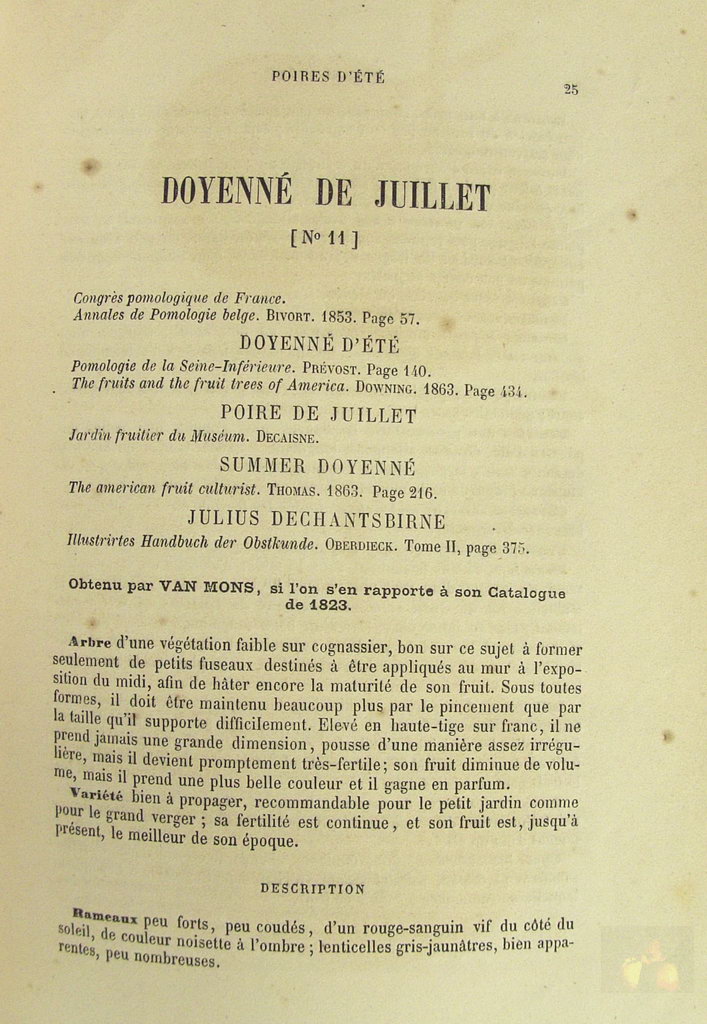 POIRES D'ÉTÉ
25
DOYENNÉ DE JUILLET
[ Nº 11 ]
Congrès pomologique de France.
Annales de Pomologie belge. BIVORT. 1853. Page 57.
DOYENNÉ D'ÉTÉ
Pomologie de la Seine-Inférieure. PRÉVOST. Page 140.
The fruits and the fruit trees of America. DOWNING. 1863. Page 434.
POIRE DE JUILLET
Jardin fruitier du Muséum. DECAISNE.
SUMMER DOYENNÉ
The american fruit culturist. THOMAS. 1863. Page 216.
JULIUS DECHANTSBIRNE
Illustrirtes Handbuch der Obstkunde. OBERDIECK. Tome II, page 375.
Obtenu par VAN MONS, si l'on s'en rapporte à son Catalogue
de 1823.
Arbre d'une végétation faible sur cognassier, bon sur ce sujet à former
seulement de petits fuseaux destinés à être appliqués au mur à l'expo-
sition du midi, afin de hâter encore la maturité de son fruit. Sous toutes
formes, il doit être maintenu beaucoup plus par le pincement que par
la taille qu'il supporte difficilement. Elevé en haute-tige sur franc, il ne
prend jamais une grande dimension, pousse d'une manière assez irrégu-
lière, mais il devient promptement très-fertile; son fruit diminue de volu-
me, mais il prend une plus belle couleur et il gagne en parfum.
Variété bien à propager, recommandable pour le petit jardin comme
pour le grand verger ; sa fertilité est continue, et son fruit est, jusqu'à
présent, le meilleur de son époque.
DESCRIPTION
Rameaux peu forts, peu coudés, d'un rouge-sanguin vif du côté du
soleil, de couleur noisette à l'ombre ; lenticelles gris-jaunâtres, bien appa-
rentes, peu nombreuses.